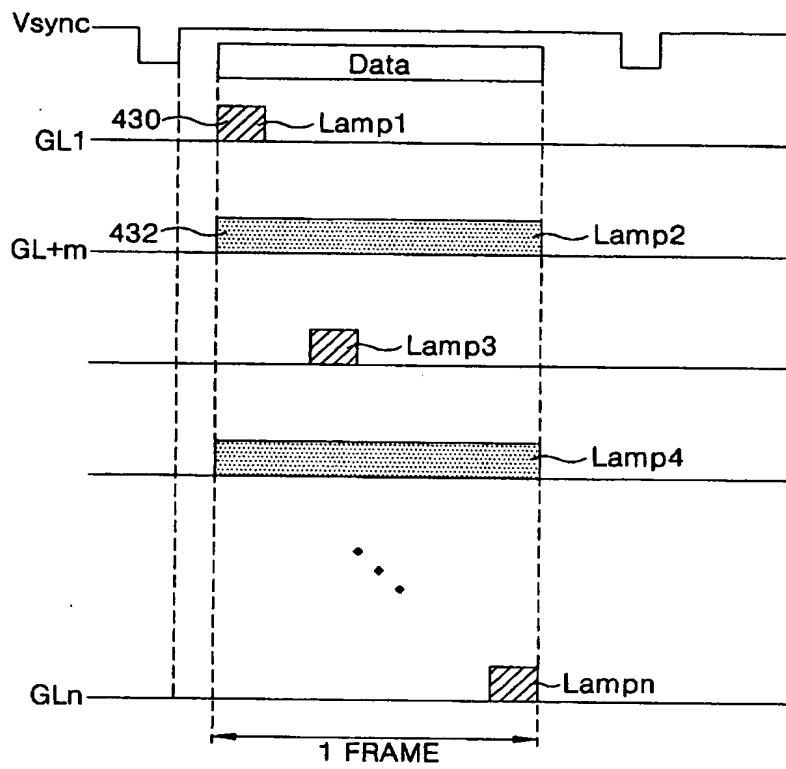 Vsync
Data
430
Lamp1
GL1
432
Lamp2
GL+m
Lamp3
Lamp4
Lampn
GLn
1 FRAME